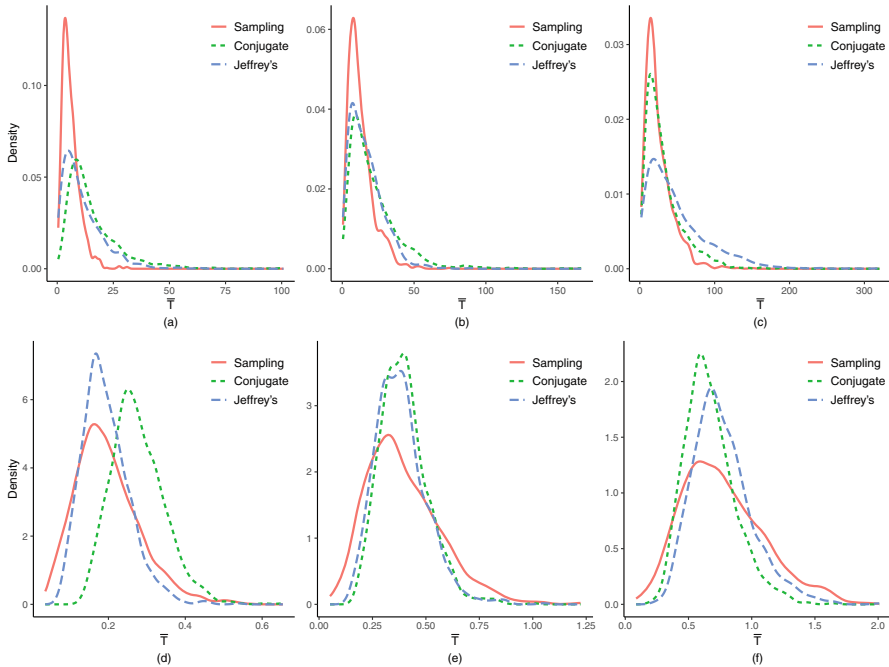 Sampling
Conjugate
Jeffrey's
Density
0.00
0.05
0.10
0 25 50 75 100
T̅
(a)
Sampling
Conjugate
Jeffrey's
0.00
0.02
0.04
0.06
0 50 100 150
T̅
(b)
Sampling
Conjugate
Jeffrey's
0.00
0.01
0.02
0.03
0 100 200 300
T̅
(c)
Sampling
Conjugate
Jeffrey's
Density
0
2
4
6
0.2 0.4 0.6
T̅
(d)
Sampling
Conjugate
Jeffrey's
0
1
2
3
0.00 0.25 0.50 0.75 1.00 1.25
T̅
(e)
Sampling
Conjugate
Jeffrey's
0.0
0.5
1.0
1.5
2.0
0.0 0.5 1.0 1.5 2.0
T̅
(f)